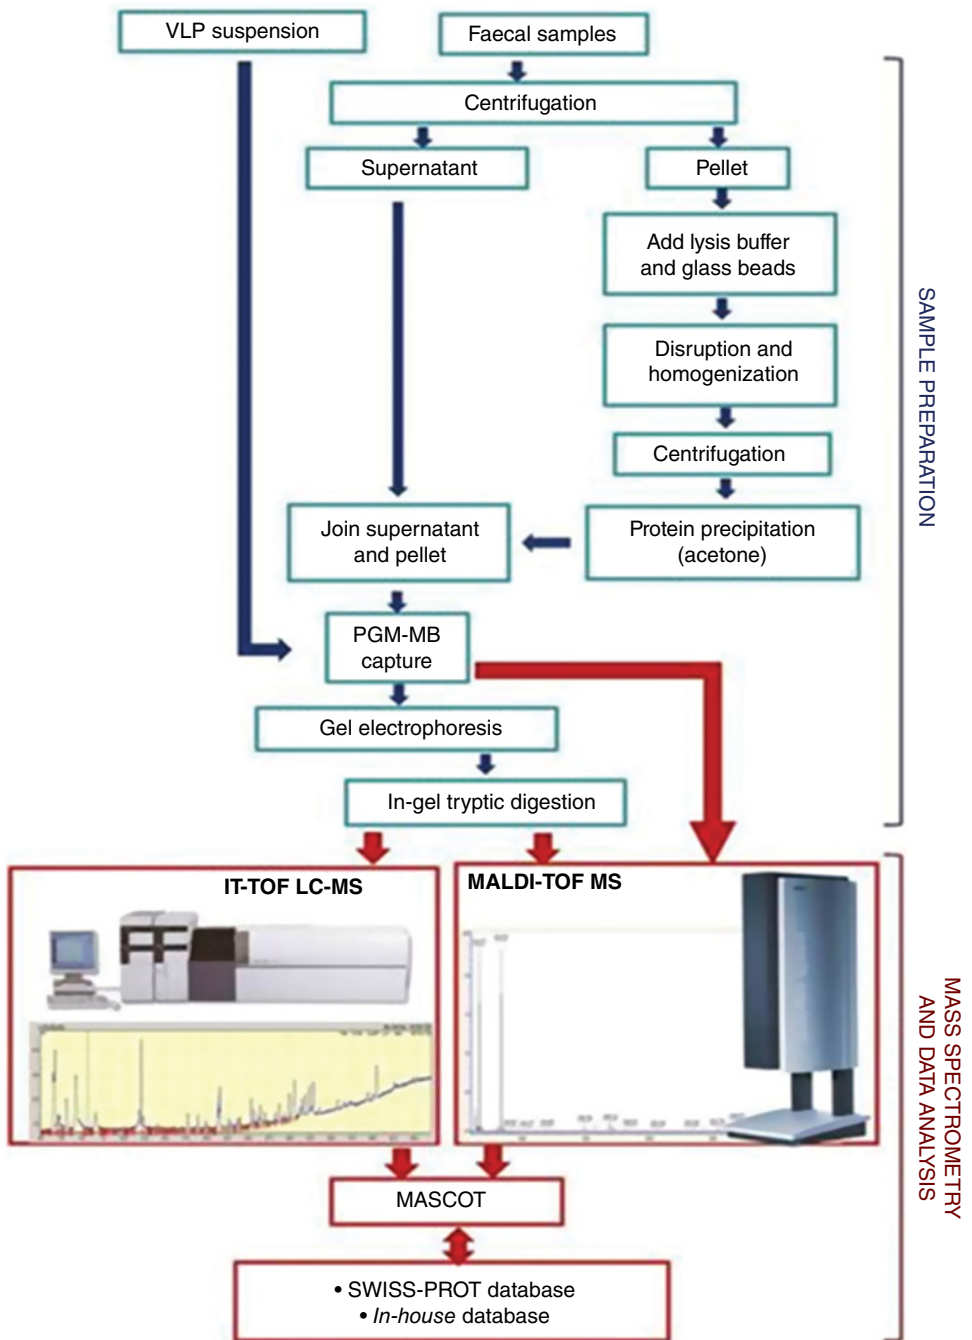 VLP suspension
Faecal samples
Centrifugation
Supernatant
Pellet
Add lysis buffer
and glass beads
Disruption and
homogenization
Centrifugation
Protein precipitation
(acetone)
Join supernatant
and pellet
PGM-MB
capture
Gel electrophoresis
In-gel tryptic digestion
SAMPLE PREPARATION
IT-TOF LC-MS
MALDI-TOF MS
MASS SPECTROMETRY
AND DATA ANALYSIS
MASCOT
• SWISS-PROT database
• In-house database